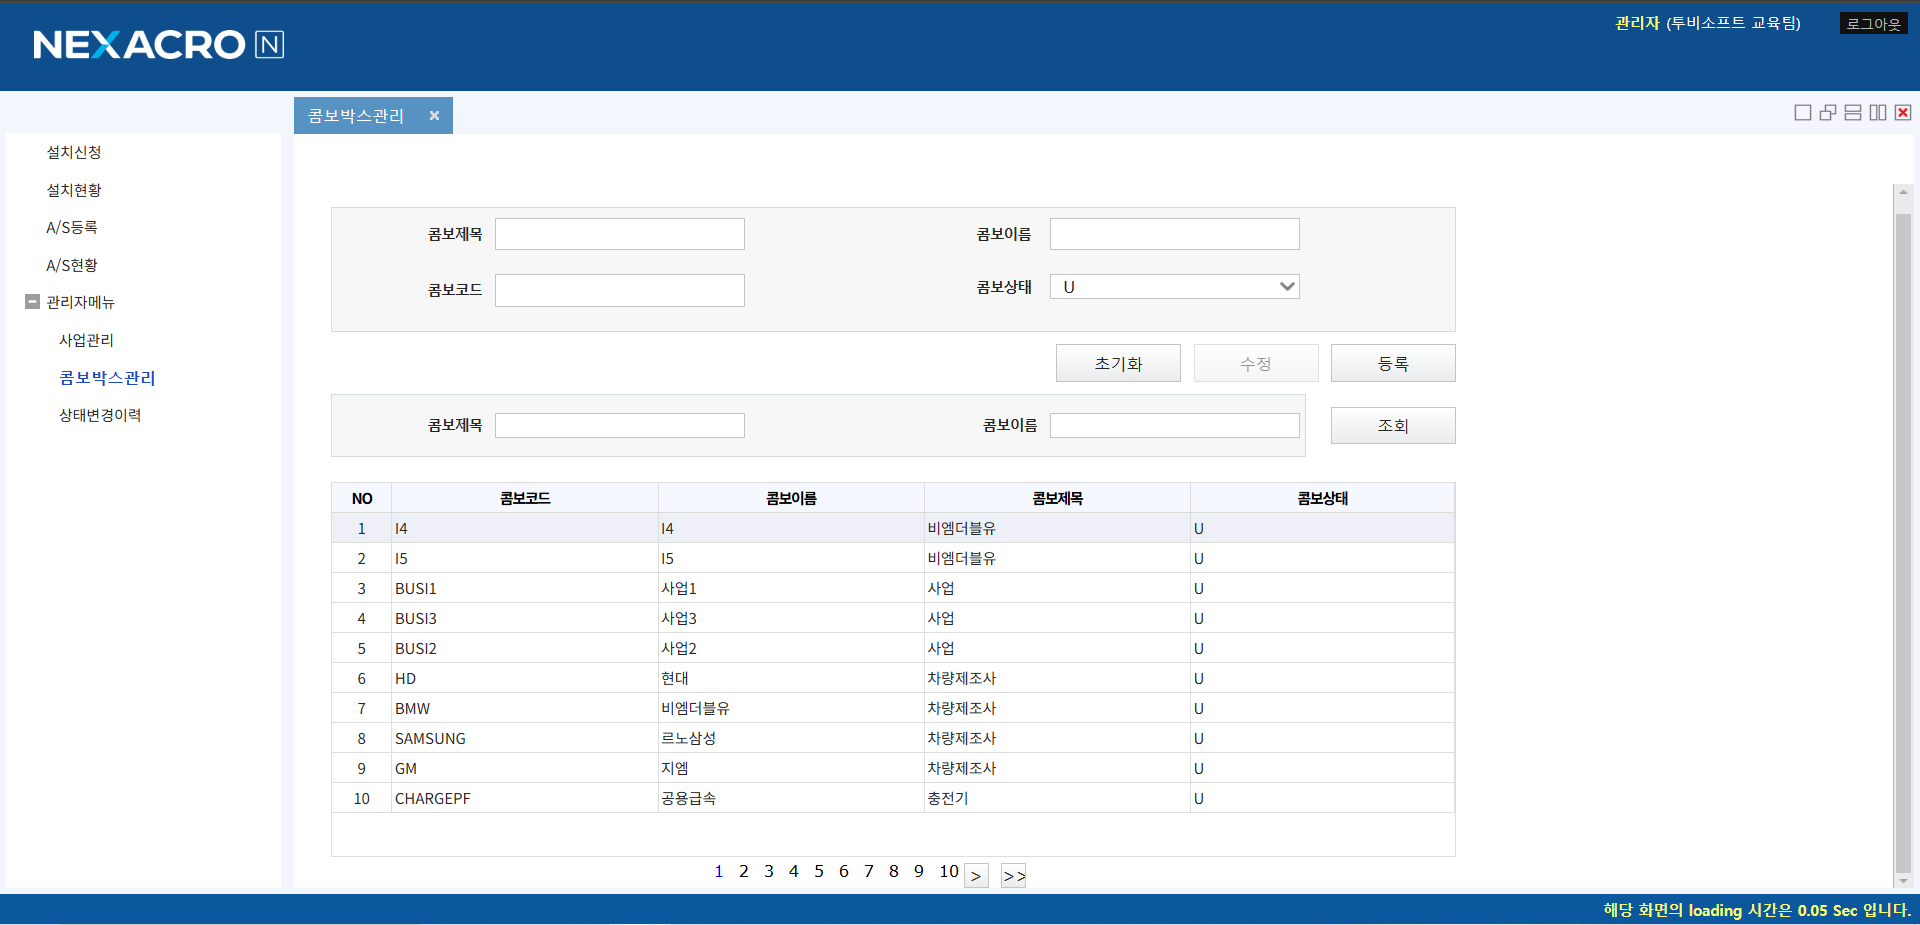 NEXACRO N
관리자 (투비소프트 교육팀) 로그아웃
콤보박스관리
설치신청
설치현황
A/S등록
A/S현황
관리자메뉴
사업관리
콤보박스관리
상태변경이력
콤보제목 콤보이름
콤보코드 콤보상태 U
초기화 수정 등록
콤보제목 콤보이름 조회
NO 콤보코드 콤보이름 콤보제목 콤보상태
1 I4 I4 비엠더블유 U
2 I5 I5 비엠더블유 U
3 BUSI1 사업1 사업 U
4 BUSI3 사업3 사업 U
5 BUSI2 사업2 사업 U
6 HD 현대 차량제조사 U
7 BMW 비엠더블유 차량제조사 U
8 SAMSUNG 르노삼성 차량제조사 U
9 GM 지엠 차량제조사 U
10 CHARGEPF 공용급속 충전기 U
1 2 3 4 5 6 7 8 9 10 > >>
해당 화면의 loading 시간은 0.05 Sec 입니다.